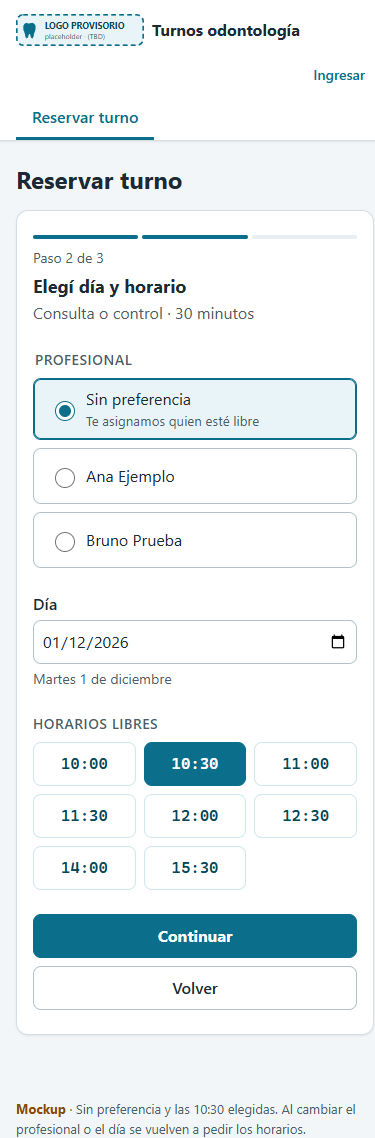 LOGO PROVISORIO
placeholder · (TBD)
Turnos odontología
Ingresar
Reservar turno
Reservar turno
Paso 2 de 3
Elegí día y horario
Consulta o control · 30 minutos
PROFESIONAL
Sin preferencia
Te asignamos quien esté libre
Ana Ejemplo
Bruno Prueba
Día
01/12/2026
Martes 1 de diciembre
HORARIOS LIBRES
10:00 10:30 11:00
11:30 12:00 12:30
14:00 15:30
Continuar
Volver
Mockup · Sin preferencia y las 10:30 elegidas. Al cambiar el
profesional o el día se vuelven a pedir los horarios.